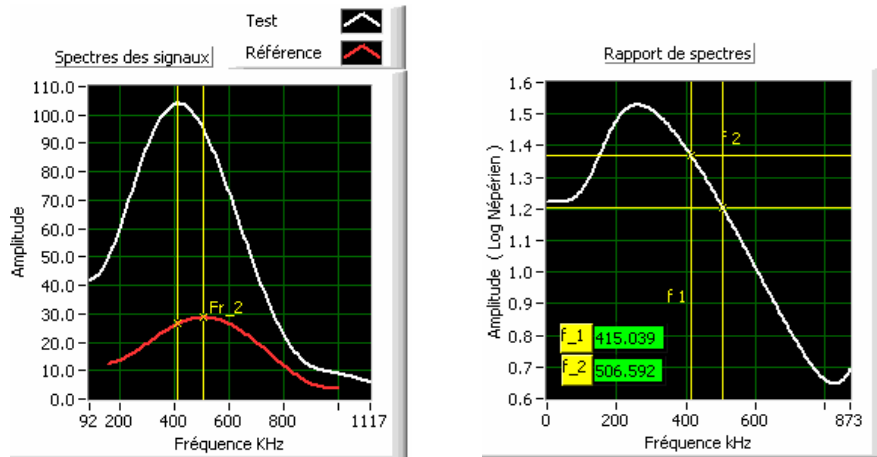 Test
Spectres des signaux
Référence
110.0
100.0
90.0
80.0
70.0
60.0
50.0
40.0
30.0
20.0
10.0
0.0
Amplitude
Fr_2
92 200 400 600 800 1117
Fréquence KHz
Rapport de spectres
1.6
1.5
1.4
1.3
1.2
1.1
1.0
0.9
0.8
0.7
0.6
Amplitude ( Log Népérien )
f 2
f 1
f_1 415.039
f_2 506.592
0 200 400 600 873
Fréquence kHz